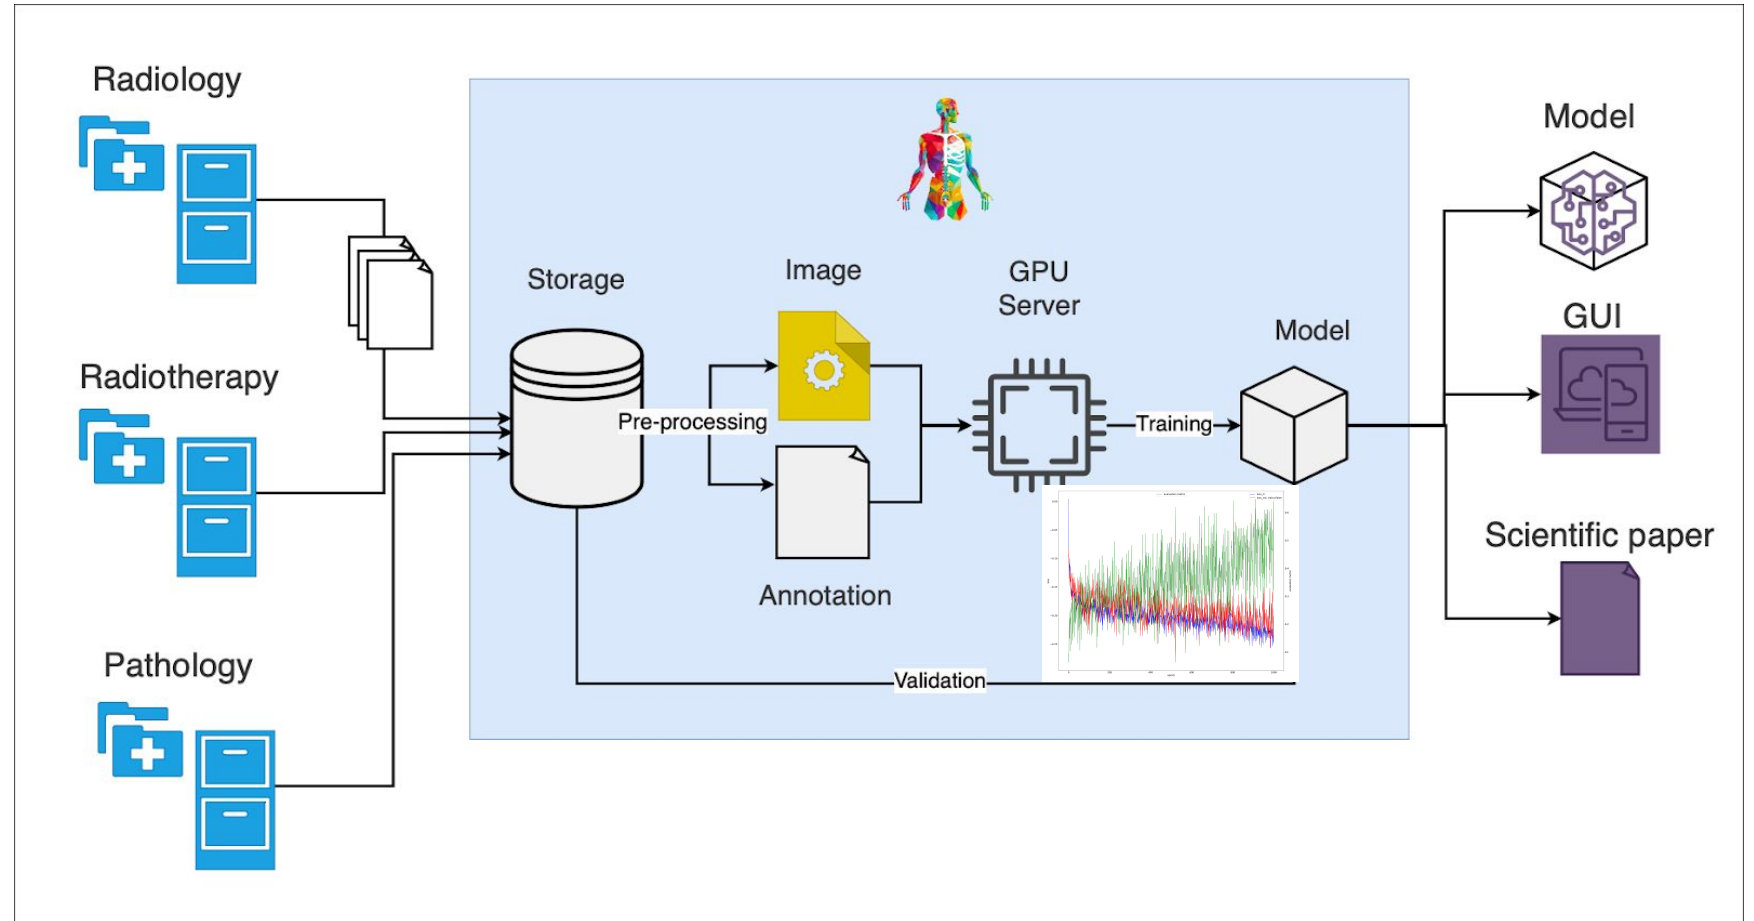 Radiology
Radiotherapy
Pathology
Storage
Pre-processing
Image
Annotation
GPU
Server
Training
Model
Validation
Model
GUI
Scientific paper